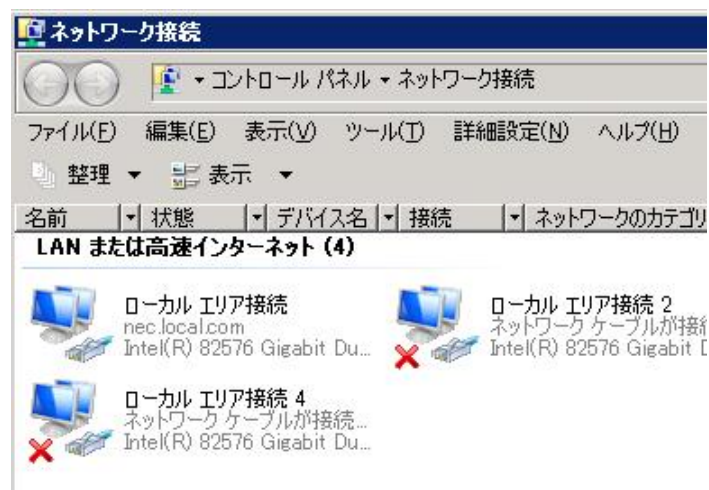 ネットワーク接続
コントロール パネル ネットワーク接続
ファイル(F) 編集(E) 表示(V) ツール(T) 詳細設定(N) ヘルプ(H)
整理 表示
名前 状態 デバイス名 接続 ネットワークのカテゴリ
LAN または高速インターネット (4)
ローカル エリア接続
nec.local.com
Intel(R) 82576 Gigabit Du...
ローカル エリア接続 2
ネットワーク ケーブルが接
Intel(R) 82576 Gigabit
ローカル エリア接続 4
ネットワーク ケーブルが接続...
Intel(R) 82576 Gigabit Du...